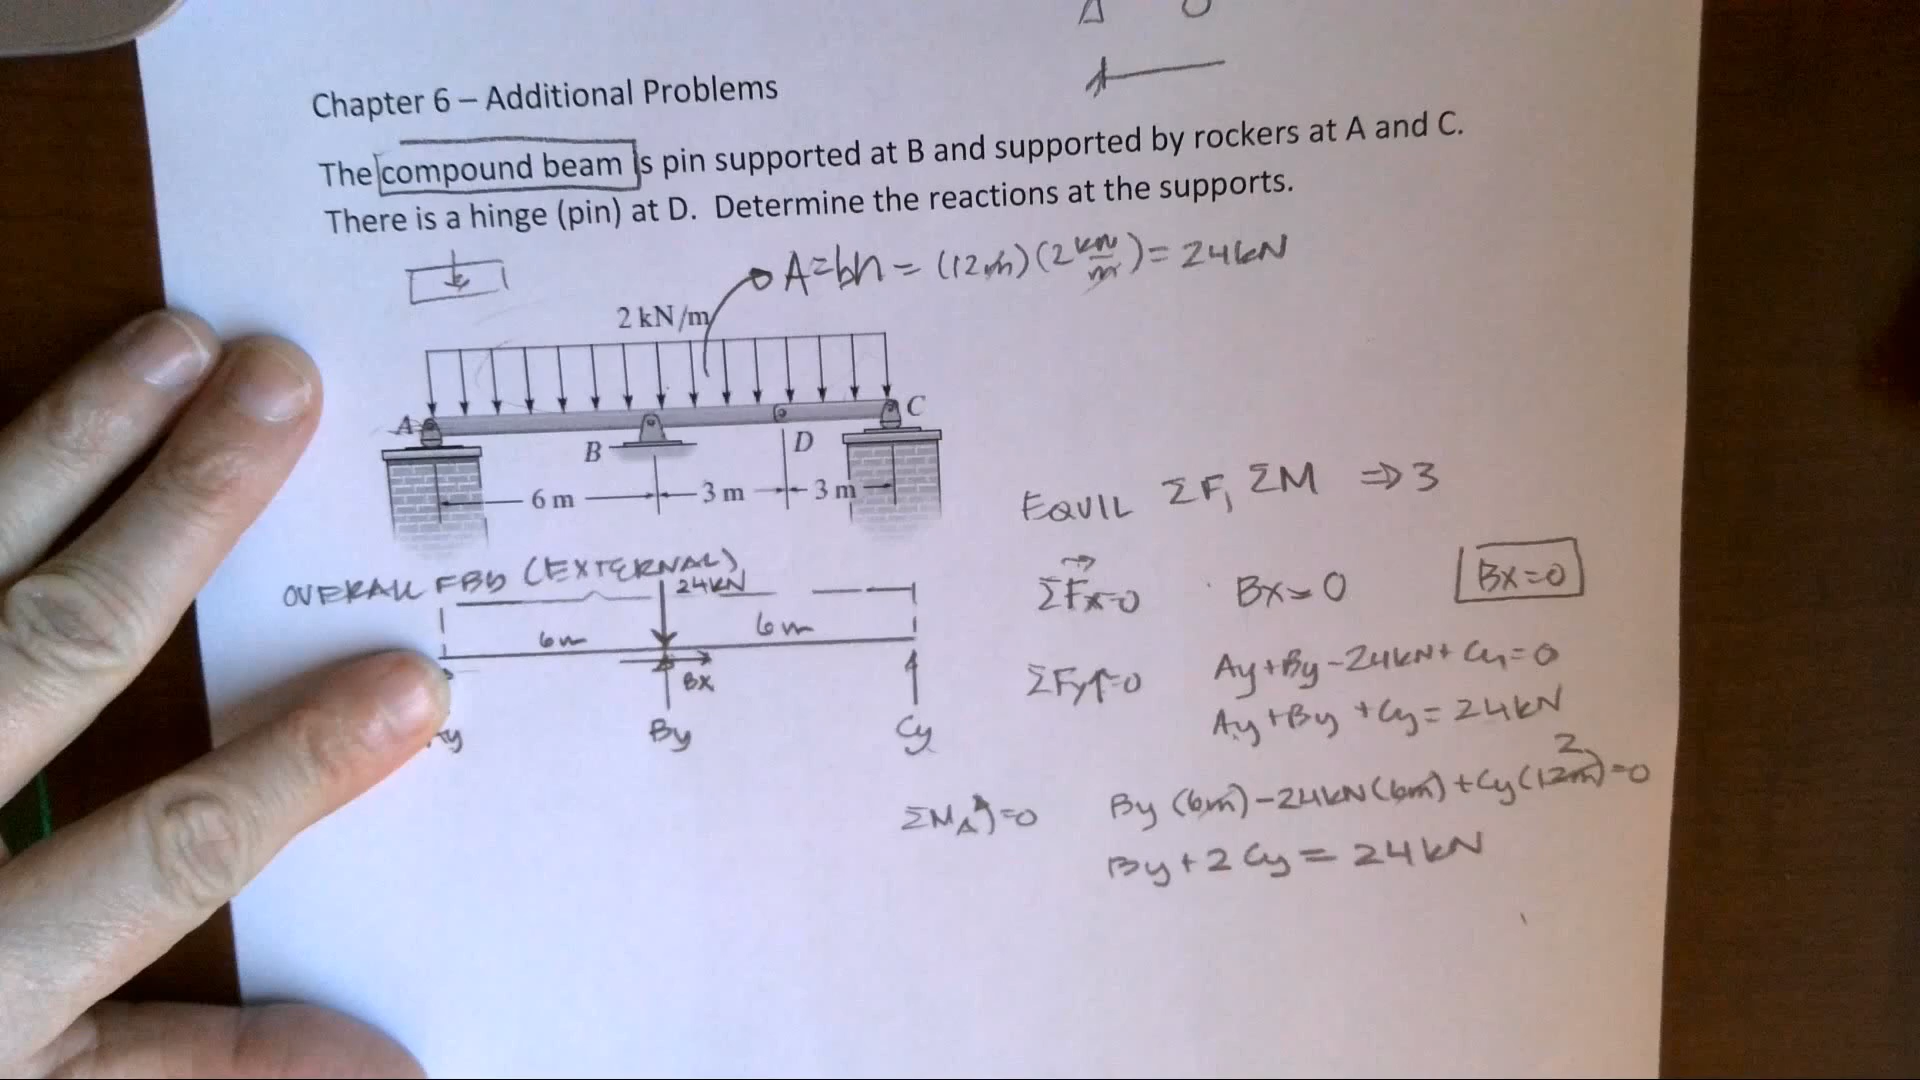 Chapter 6 – Additional Problems
The compound beam is pin supported at B and supported by rockers at A and C.
There is a hinge (pin) at D. Determine the reactions at the supports.
A=bh = (12m)(2 kN/m) = 24kN
2 kN/m
A
B
D
C
6 m
3 m
3 m
EQUIL ΣF, ΣM ⇒ 3
OVERALL FBD (EXTERNAL)
24kN
6m
6m
Bx
By
Cy
ΣFx=0 Bx=0 Bx=0
ΣFy↑=0 Ay+By-24kN+Cy=0
Ay+By+Cy=24kN
ΣMA=0 By(6m)-24kN(6m)+Cy(12m)=0
2
By+2Cy=24kN